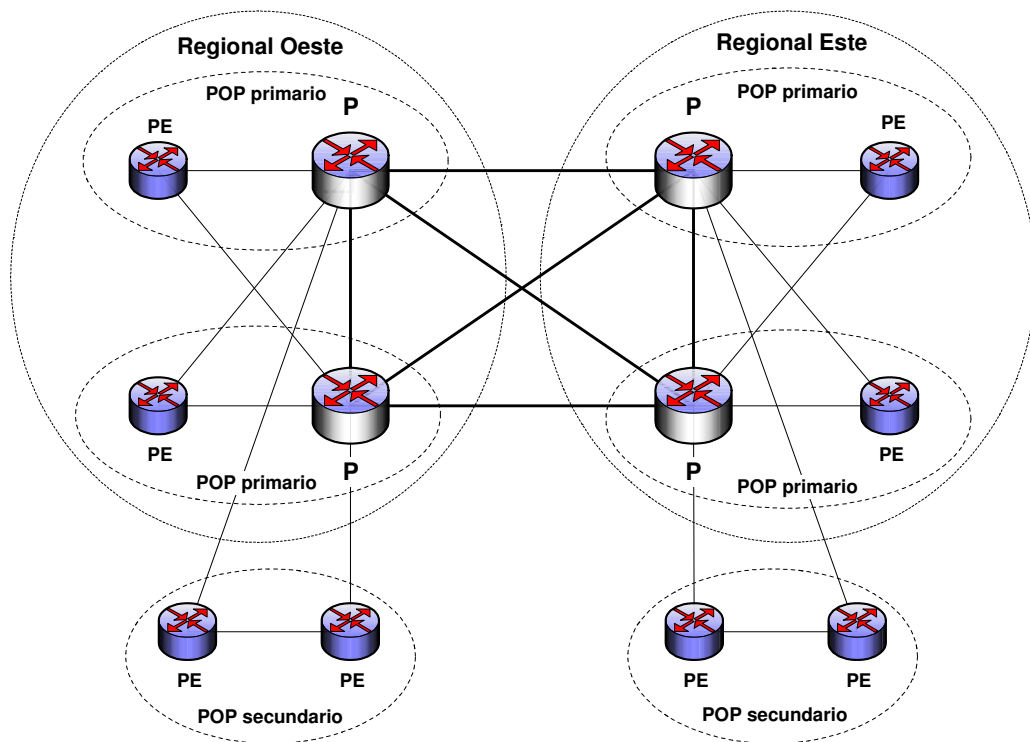 Regional Oeste
Regional Este
POP primario
POP primario
P
P
PE
PE
PE
P
P
PE
POP primario
POP primario
PE
PE
PE
PE
POP secundario
POP secundario